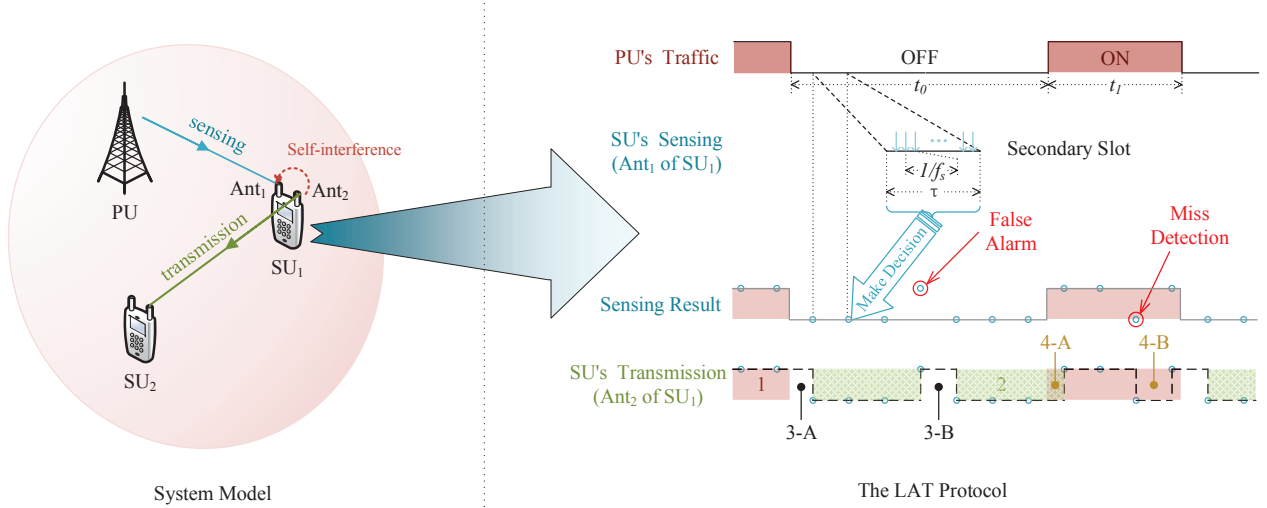 sensing
Self-interference
Ant1
Ant2
PU
transmission
SU1
SU2
System Model
PU's Traffic
OFF
ON
t0
t1
SU's Sensing
(Ant1 of SU1)
...
Secondary Slot
1/fs
τ
Make Decision
False
Alarm
Miss
Detection
Sensing Result
4-A
4-B
SU's Transmission
(Ant2 of SU1)
1
2
3-A
3-B
The LAT Protocol